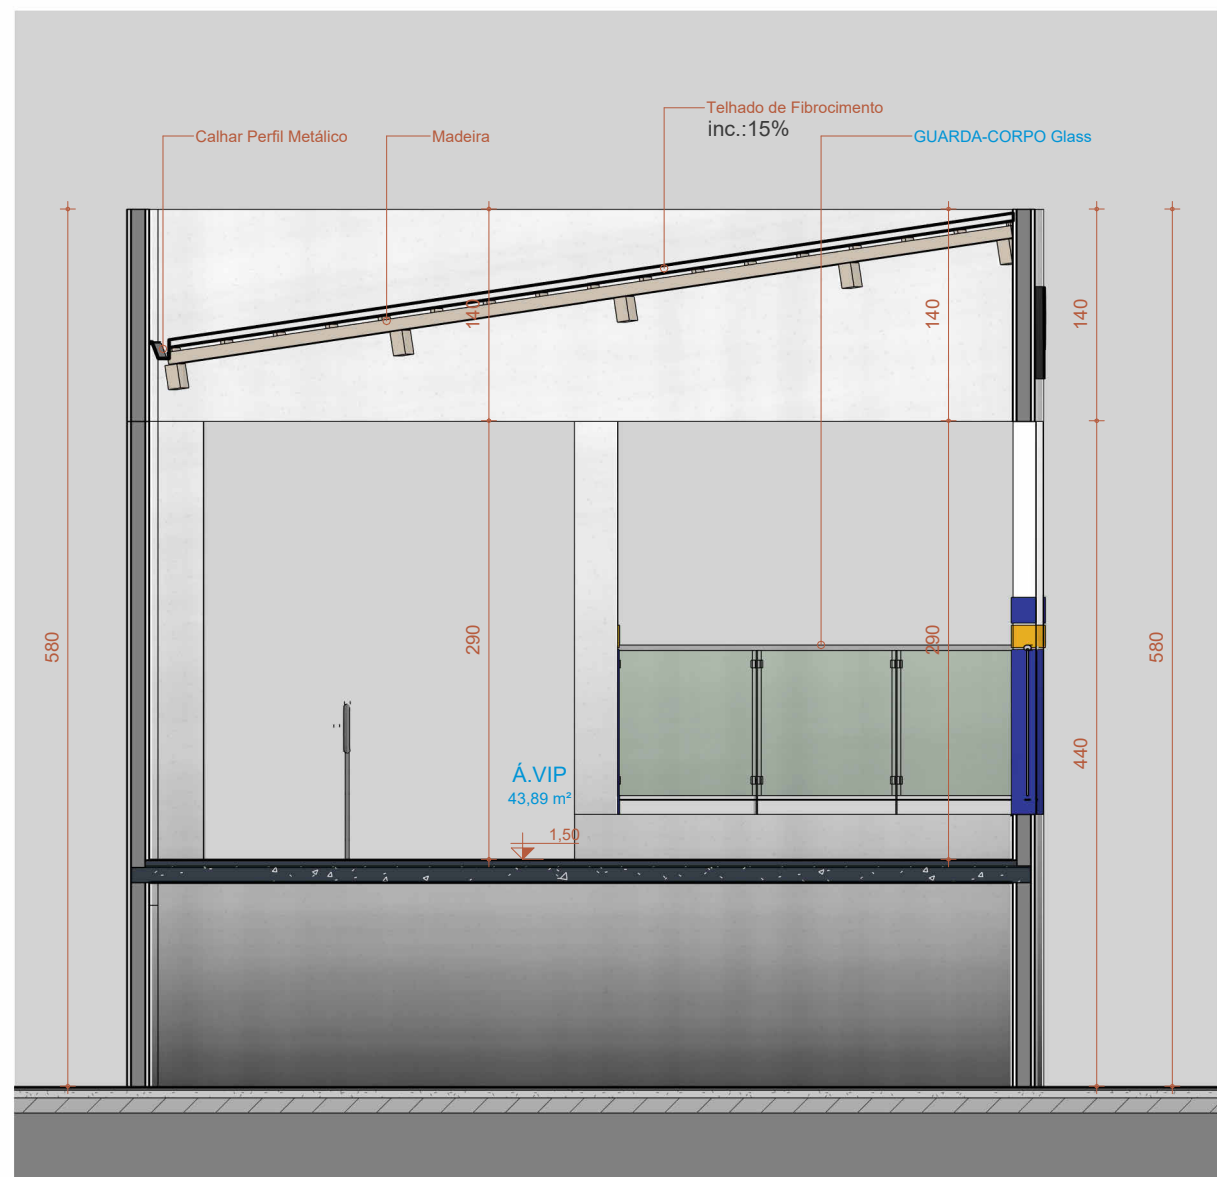 Telhado de Fibrocimento
inc.:15%
Calhar Perfil Metálico
Madeira
GUARDA-CORPO Glass
140
140
140
580
290
290
580
440
Á.VIP
43,89 m²
1,50